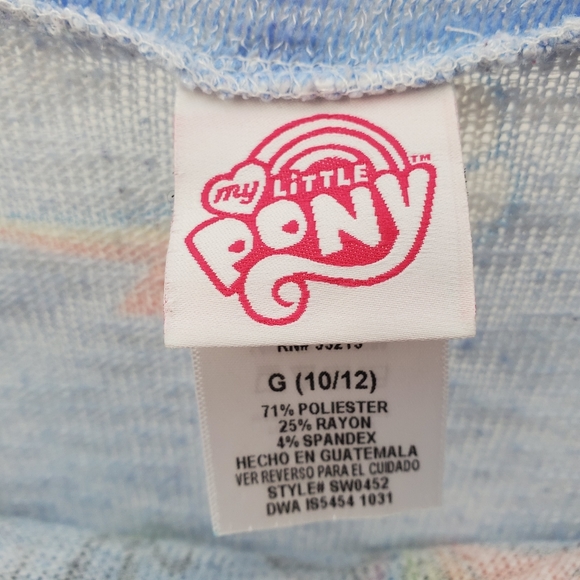 my LiTTLE
PONY
TM
G (10/12)
71% POLIESTER
25% RAYON
4% SPANDEX
HECHO EN GUATEMALA
VER REVERSO PARA EL CUIDADO
STYLE# SW0452
DWA IS5454 1031